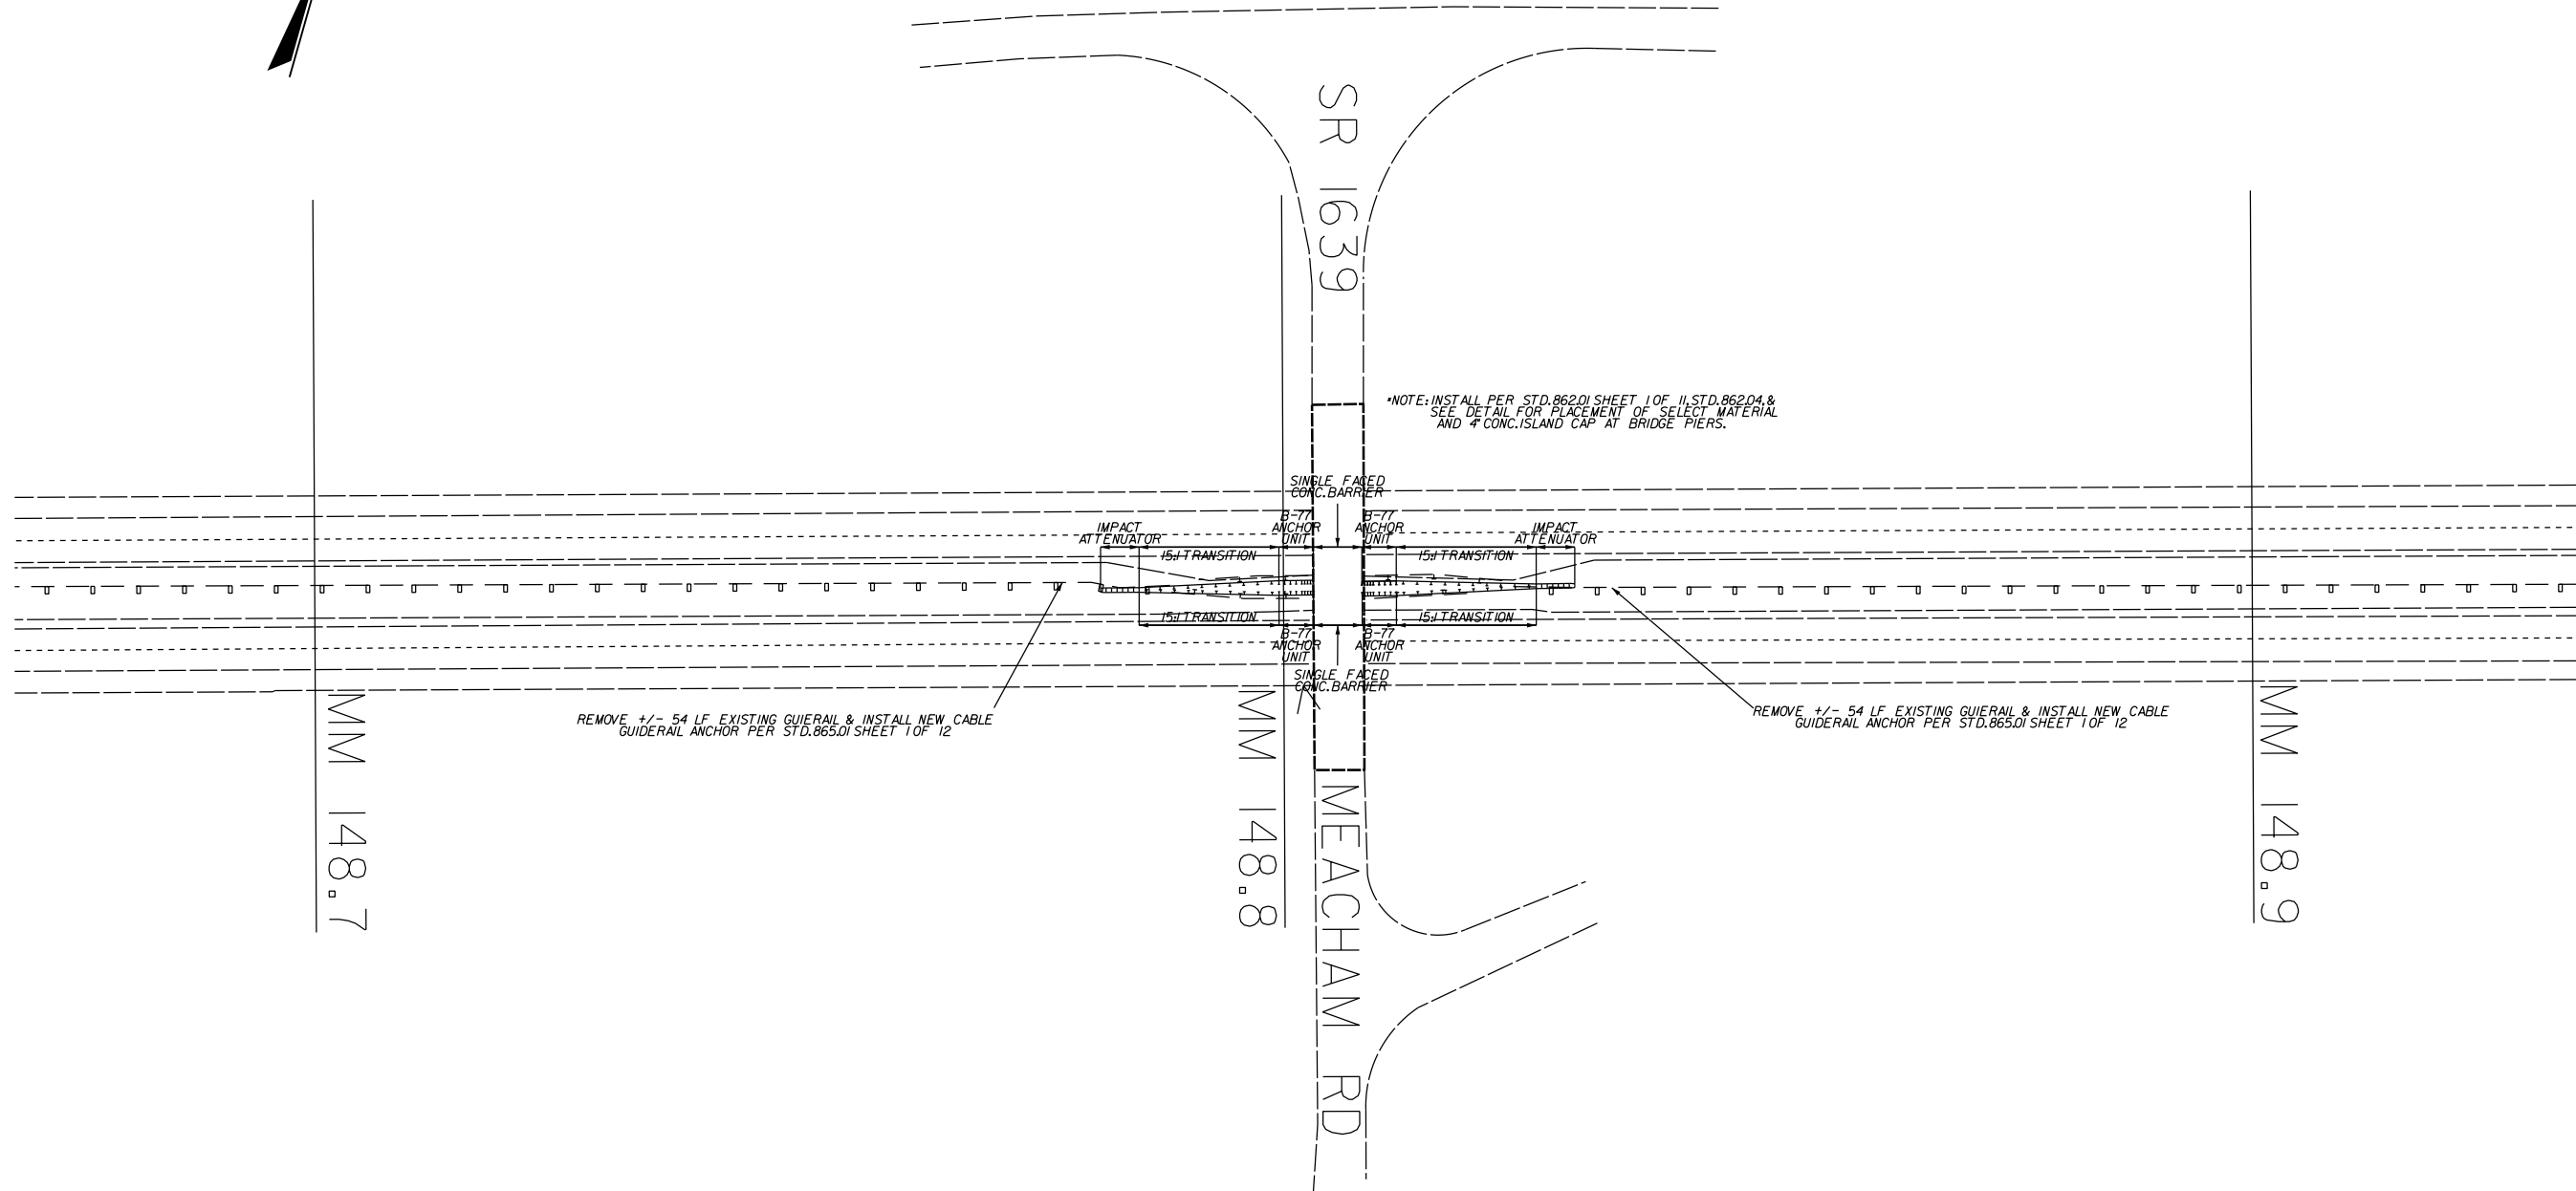 SR 1639
*NOTE: INSTALL PER STD. 862.01 SHEET 1 OF 11, STD. 862.04, &
SEE DETAIL FOR PLACEMENT OF SELECT MATERIAL
AND 4" CONC. ISLAND CAP AT BRIDGE PIERS.
SINGLE FACED
CONC. BARRIER
IMPACT
ATTENUATOR
B-77
ANCHOR
UNIT
B-77
ANCHOR
UNIT
IMPACT
ATTENUATOR
15:1 TRANSITION
15:1 TRANSITION
15:1 TRANSITION
15:1 TRANSITION
B-77
ANCHOR
UNIT
B-77
ANCHOR
UNIT
SINGLE FACED
CONC. BARRIER
REMOVE +/- 54 LF EXISTING GUIERAIL & INSTALL NEW CABLE
GUIDERAIL ANCHOR PER STD. 865.01 SHEET 1 OF 12
REMOVE +/- 54 LF EXISTING GUIERAIL & INSTALL NEW CABLE
GUIDERAIL ANCHOR PER STD. 865.01 SHEET 1 OF 12
MM 148.7
MM 148.8
MM 148.9
MEACHAM RD